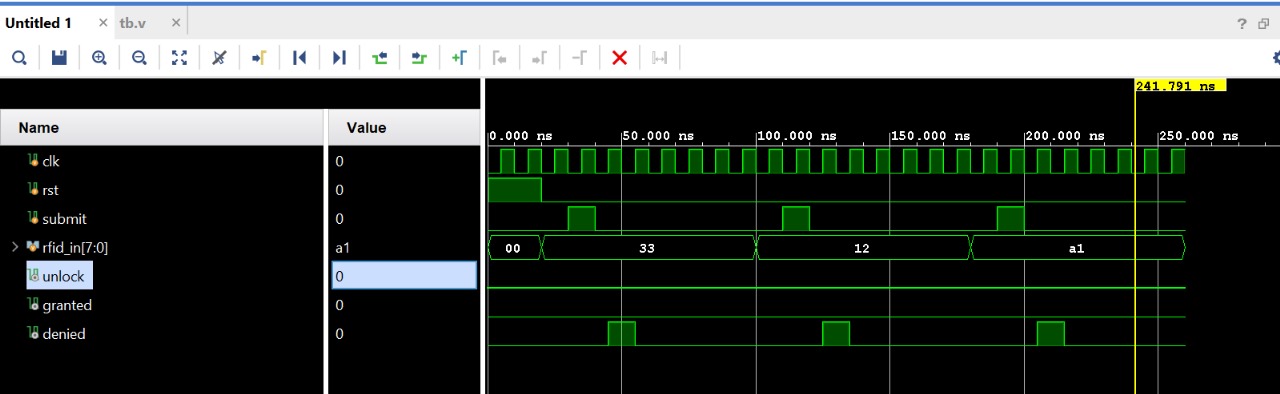 Untitled 1 × tb.v ×
?
241.791 ns
Name Value
0.000 ns 50.000 ns 100.000 ns 150.000 ns 200.000 ns 250.000 ns
clk 0
rst 0
submit 0
rfid_in[7:0] a1 00 33 12 a1
unlock 0
granted 0
denied 0